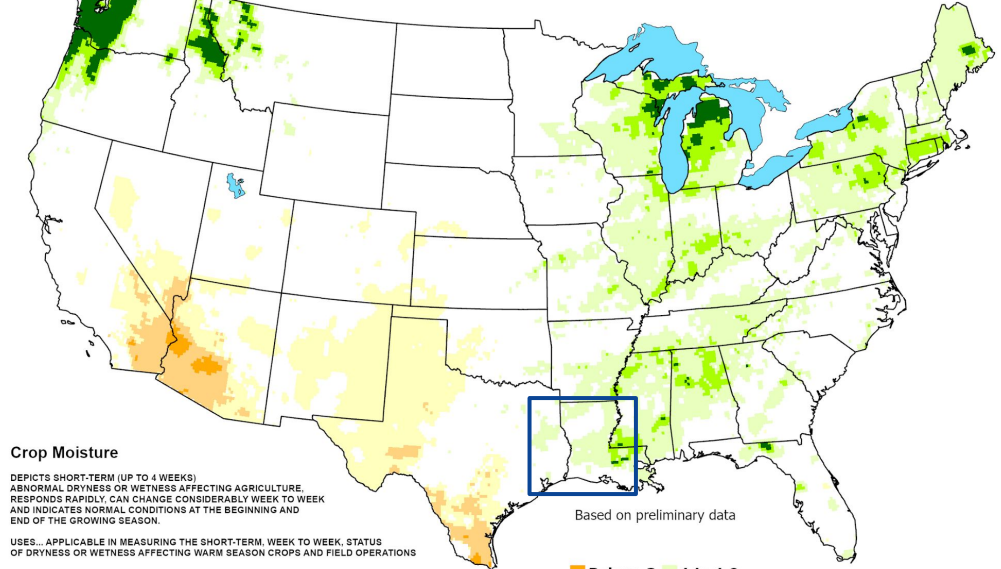 Crop Moisture
DEPICTS SHORT-TERM (UP TO 4 WEEKS)
ABNORMAL DRYNESS OR WETNESS AFFECTING AGRICULTURE,
RESPONDS RAPIDLY, CAN CHANGE CONSIDERABLY WEEK TO WEEK
AND INDICATES NORMAL CONDITIONS AT THE BEGINNING AND
END OF THE GROWING SEASON.
USES... APPLICABLE IN MEASURING THE SHORT-TERM, WEEK TO WEEK, STATUS
OF DRYNESS OR WETNESS AFFECTING WARM SEASON CROPS AND FIELD OPERATIONS
Based on preliminary data